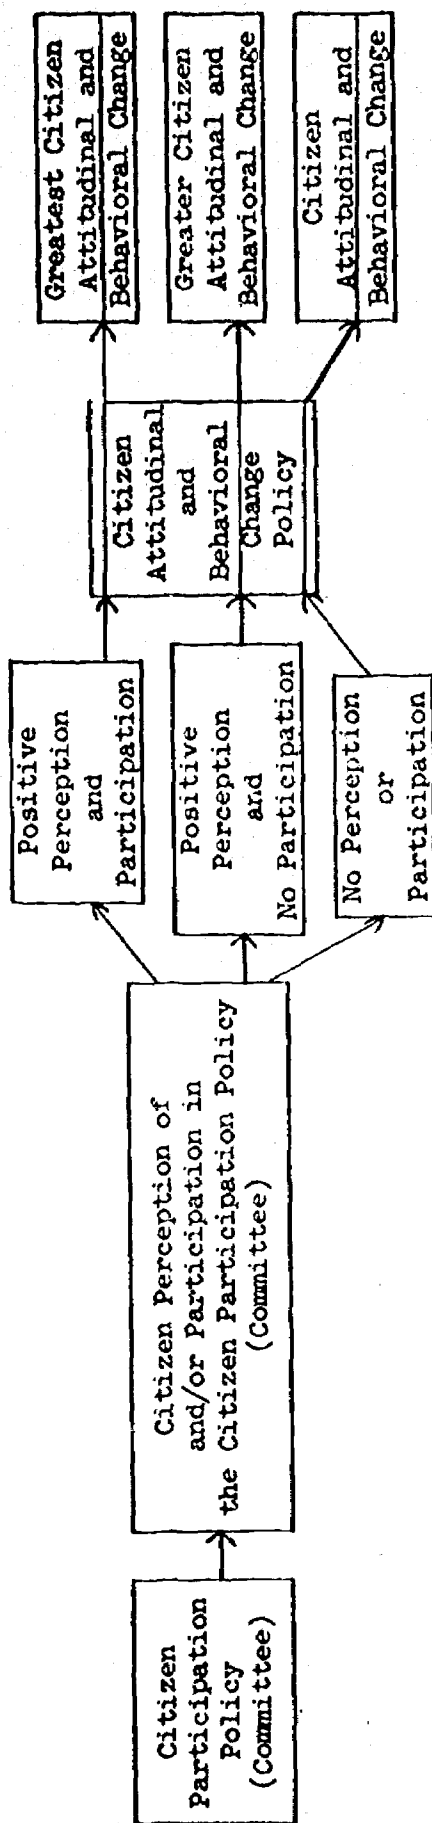 Citizen
Participation
Policy
(Committee)
Citizen Perception of
and/or Participation in
the Citizen Participation Policy
(Committee)
Positive
Perception
and
Participation
Positive
Perception
and
No Participation
No Perception
or
Participation
Citizen
Attitudinal
and
Behavioral
Change
Policy
Greatest Citizen
Attitudinal and
Behavioral Change
Greater Citizen
Attitudinal and
Behavioral Change
Citizen
Attitudinal and
Behavioral Change